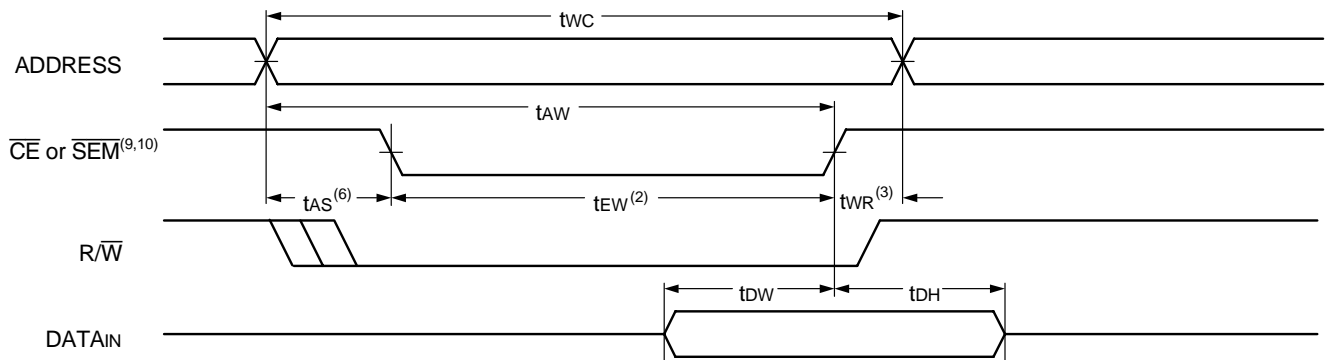 tWC
ADDRESS
tAW
CE or SEM(9,10)
tAS(6)
tEW(2)
tWR(3)
R/W
tDW
tDH
DATAIN